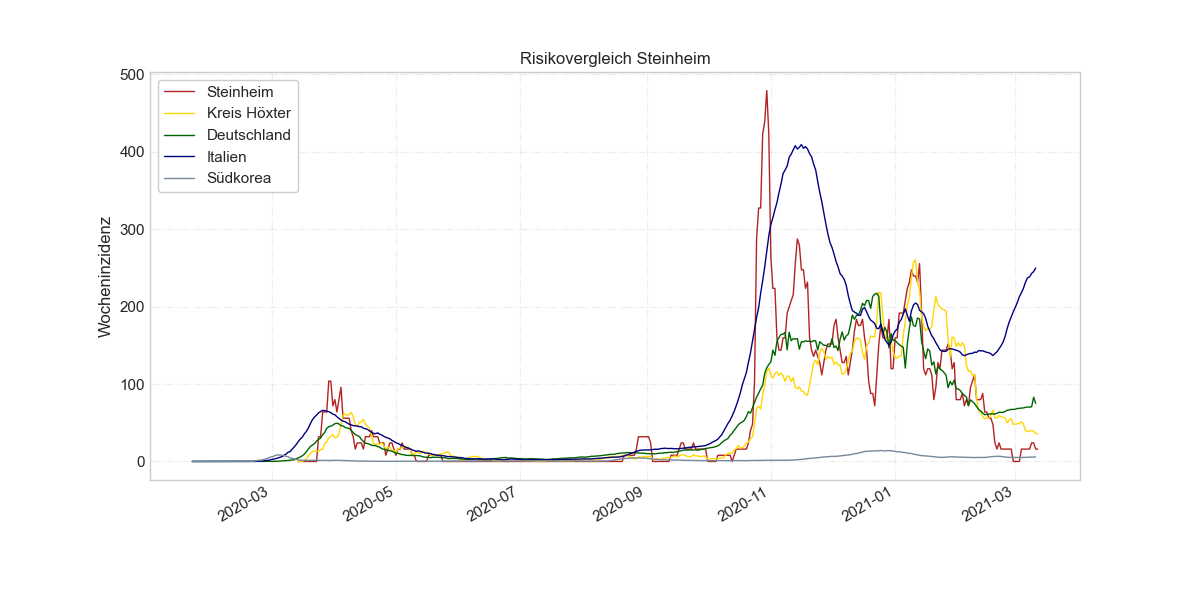 Risikovergleich Steinheim
Wocheninzidenz
500
400
300
200
100
0
Steinheim
Kreis Höxter
Deutschland
Italien
Südkorea
2020-03
2020-05
2020-07
2020-09
2020-11
2021-01
2021-03